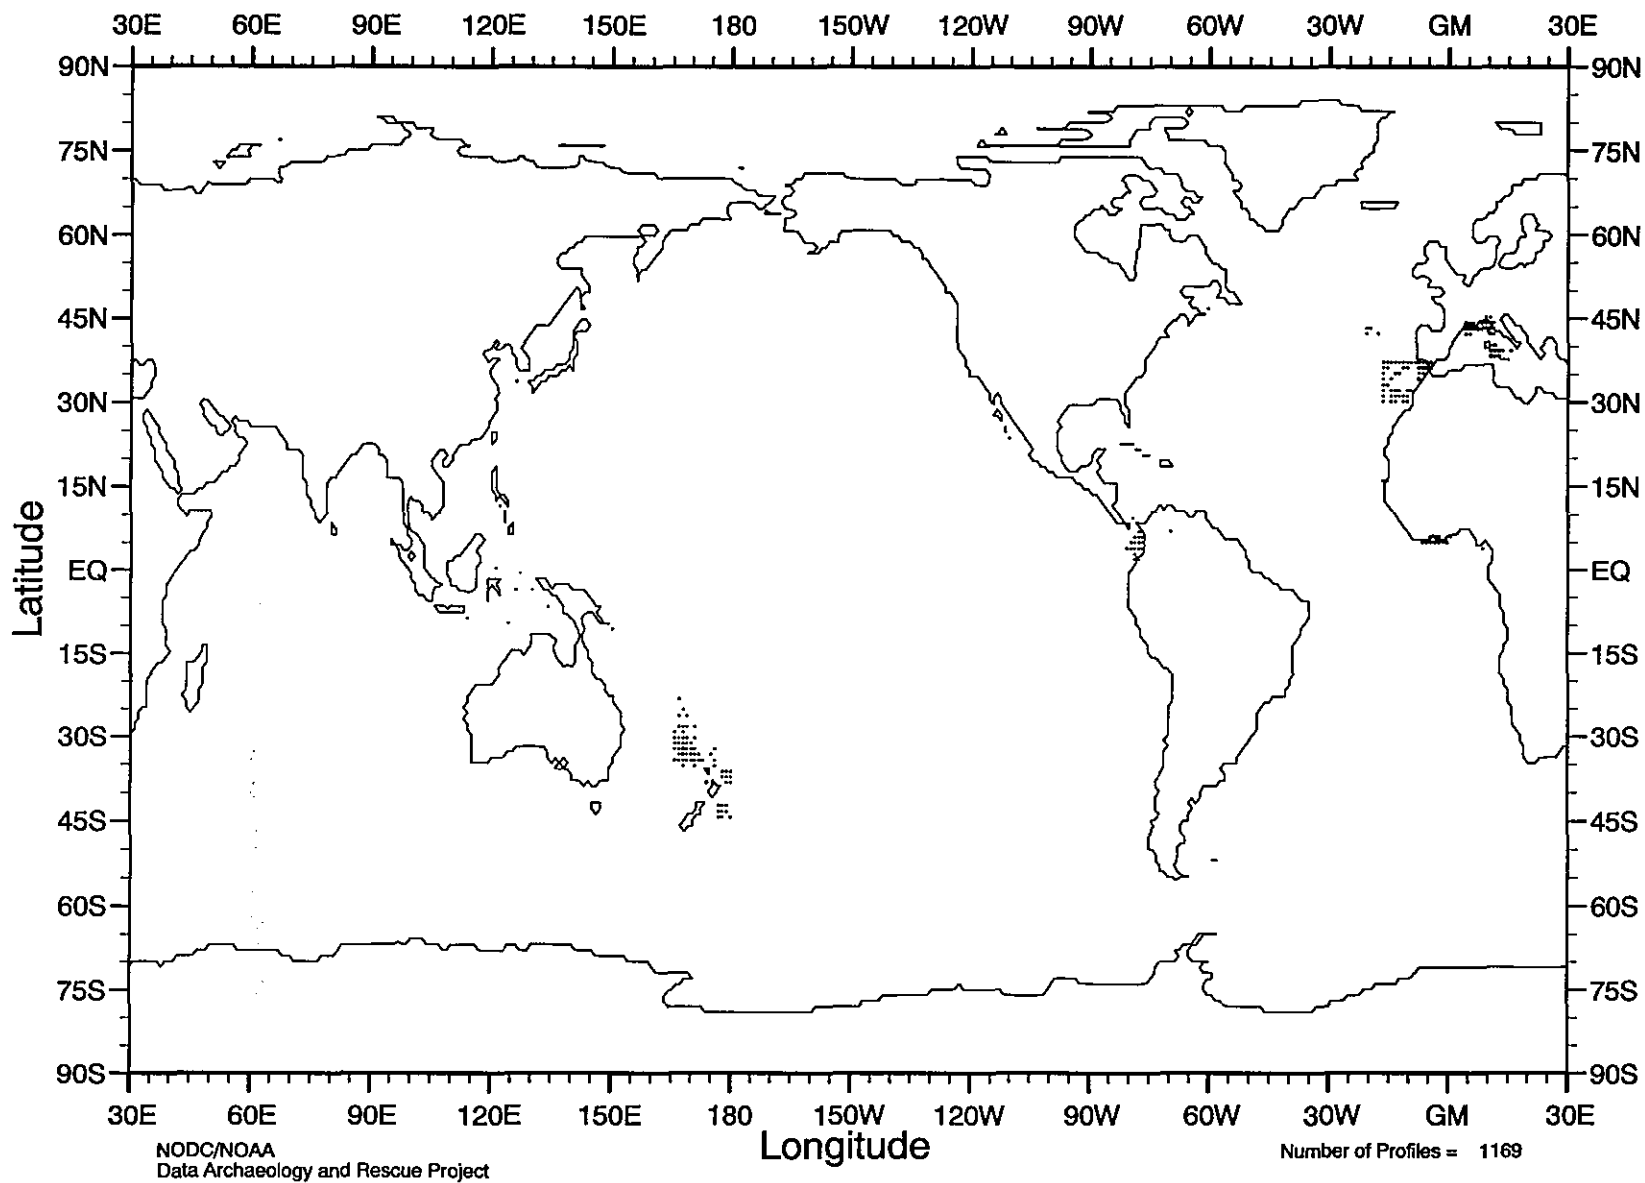 30E 60E 90E 120E 150E 180 150W 120W 90W 60W 30W GM 30E
90N 90N
75N 75N
60N 60N
45N 45N
30N 30N
15N 15N
EQ EQ
15S 15S
30S 30S
45S 45S
60S 60S
75S 75S
90S 90S
Latitude
30E 60E 90E 120E 150E 180 150W 120W 90W 60W 30W GM 30E
Longitude
NODC/NOAA
Data Archaeology and Rescue Project
Number of Profiles = 1169